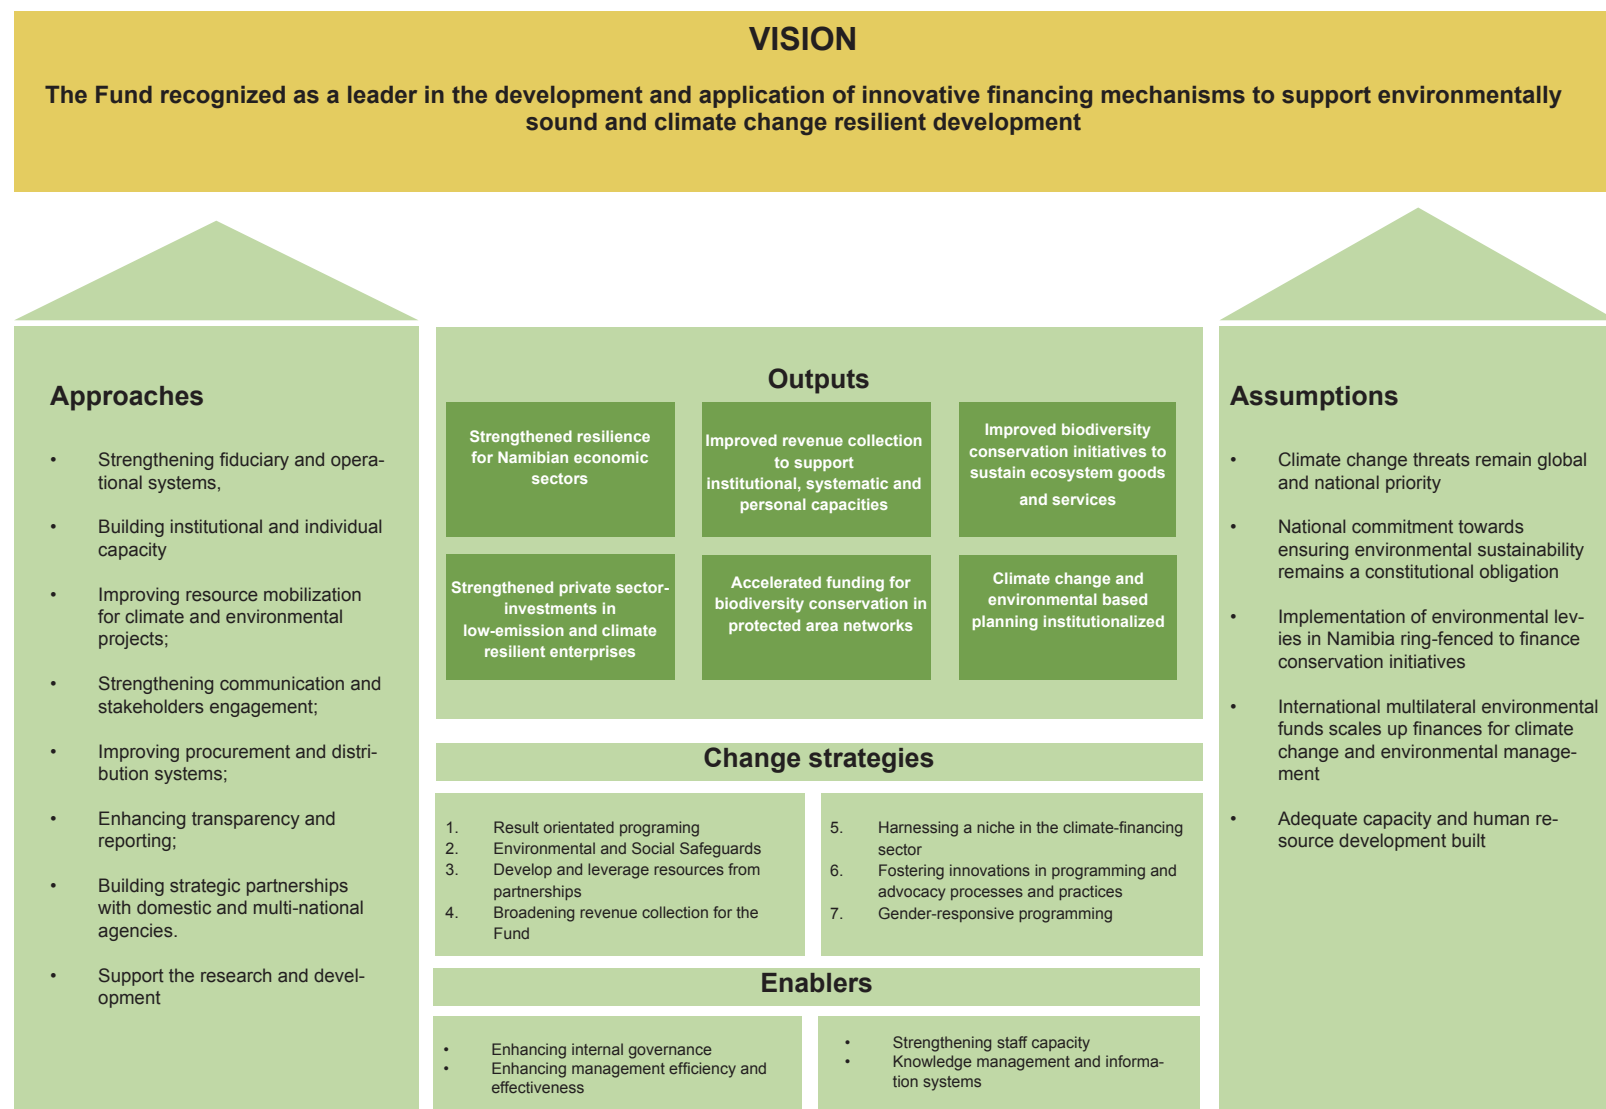 VISION
The Fund recognized as a leader in the development and application of innovative financing mechanisms to support environmentally
sound and climate change resilient development
Approaches
• Strengthening fiduciary and opera-
tional systems,
• Building institutional and individual
capacity
• Improving resource mobilization
for climate and environmental
projects;
• Strengthening communication and
stakeholders engagement;
• Improving procurement and distri-
bution systems;
• Enhancing transparency and
reporting;
• Building strategic partnerships
with domestic and multi-national
agencies.
• Support the research and devel-
opment
Outputs
Strengthened resilience
for Namibian economic
sectors
Improved revenue collection
to support
institutional, systematic and
personal capacities
Improved biodiversity
conservation initiatives to
sustain ecosystem goods
and services
Strengthened private sector-
investments in
low-emission and climate
resilient enterprises
Accelerated funding for
biodiversity conservation in
protected area networks
Climate change and
environmental based
planning institutionalized
Change strategies
1. Result orientated programing
2. Environmental and Social Safeguards
3. Develop and leverage resources from
partnerships
4. Broadening revenue collection for the
Fund
5. Harnessing a niche in the climate-financing
sector
6. Fostering innovations in programming and
advocacy processes and practices
7. Gender-responsive programming
Enablers
• Enhancing internal governance
• Enhancing management efficiency and
effectiveness
• Strengthening staff capacity
• Knowledge management and informa-
tion systems
Assumptions
• Climate change threats remain global
and national priority
• National commitment towards
ensuring environmental sustainability
remains a constitutional obligation
• Implementation of environmental lev-
ies in Namibia ring-fenced to finance
conservation initiatives
• International multilateral environmental
funds scales up finances for climate
change and environmental manage-
ment
• Adequate capacity and human re-
source development built